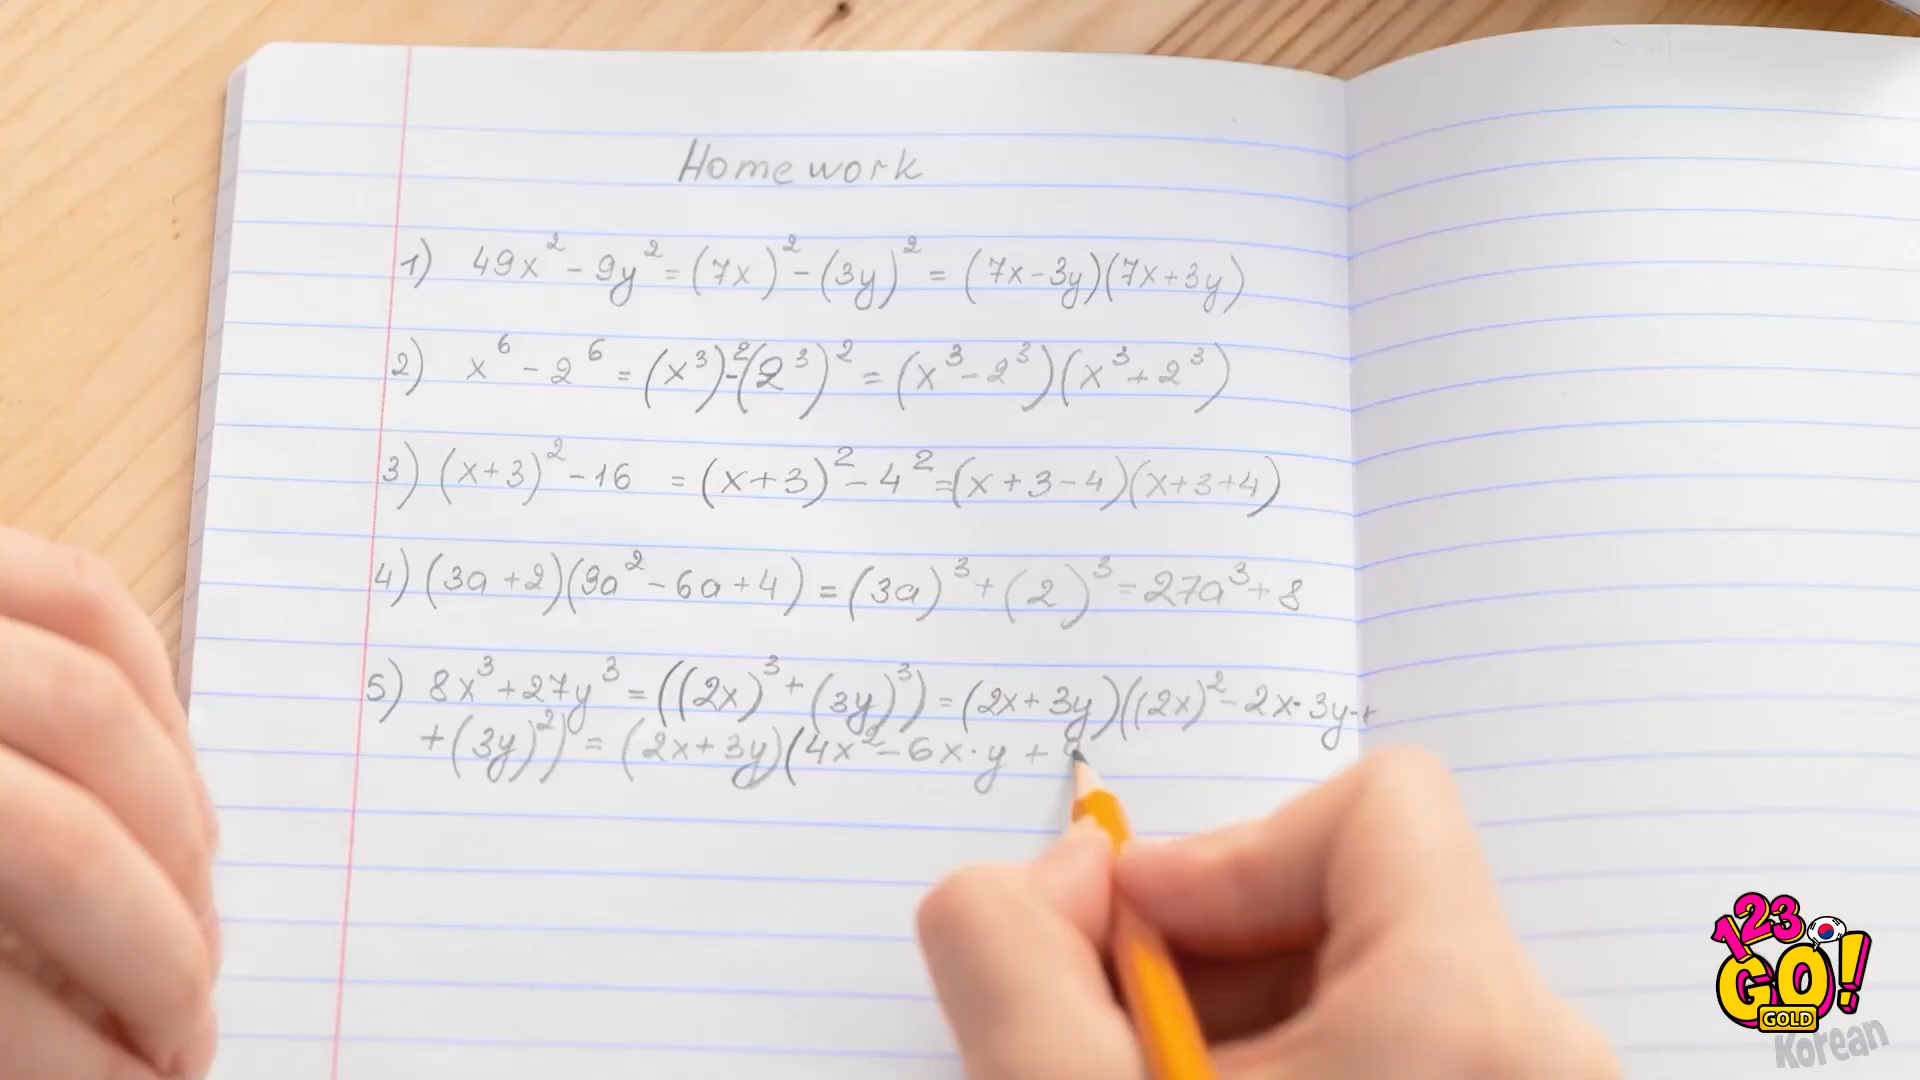 Homework
1) 49x² - 9y² = (7x)² - (3y)² = (7x-3y)(7x+3y)
2) x⁶ - 2⁶ = (x³)²-(2³)² = (x³-2³)(x³+2³)
3) (x+3)² - 16 = (x+3)² - 4² = (x+3-4)(x+3+4)
4) (3a+2)(9a² - 6a + 4) = (3a)³ + (2)³ = 27a³ + 8
5) 8x³ + 27y³ = ((2x)³ + (3y)³) = (2x+3y)((2x)² - 2x·3y+
+(3y)²) = (2x+3y)(4x² - 6x·y +
123
GO!
GOLD
Korean